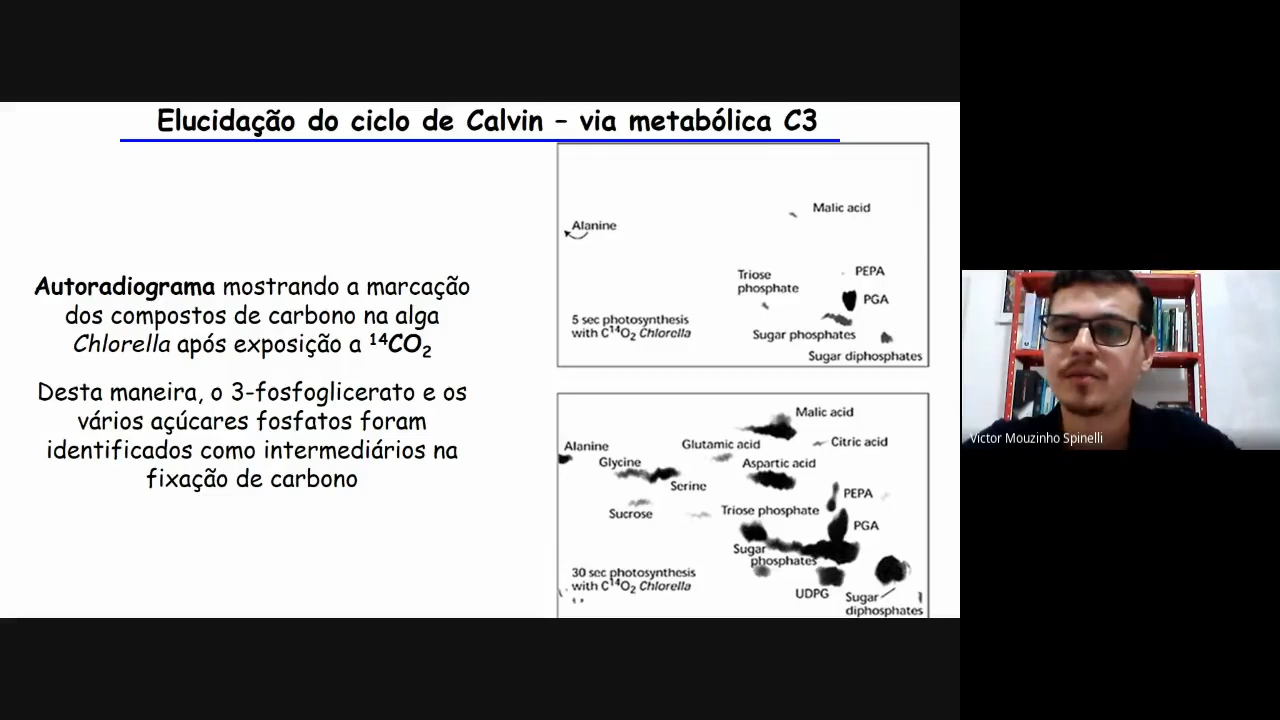 Elucidação do ciclo de Calvin – via metabólica C3
Autoradiograma mostrando a marcação
dos compostos de carbono na alga
Chlorella após exposição a ¹⁴CO₂
Desta maneira, o 3-fosfoglicerato e os
vários açúcares fosfatos foram
identificados como intermediários na
fixação de carbono
Malic acid
Alanine
PEPA
Triose
phosphate
PGA
5 sec photosynthesis
with C¹⁴O₂ Chlorella
Sugar phosphates
Sugar diphosphates
Malic acid
Citric acid
Alanine
Glutamic acid
Glycine
Aspartic acid
Serine
PEPA
Sucrose
Triose phosphate
PGA
Sugar
phosphates
30 sec photosynthesis
with C¹⁴O₂ Chlorella
UDPG
Sugar
diphosphates
Victor Mouzinho Spinelli